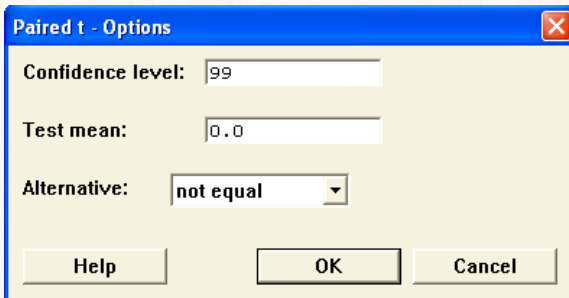 Paired t - Options
Confidence level: 99
Test mean: 0.0
Alternative: not equal
Help OK Cancel